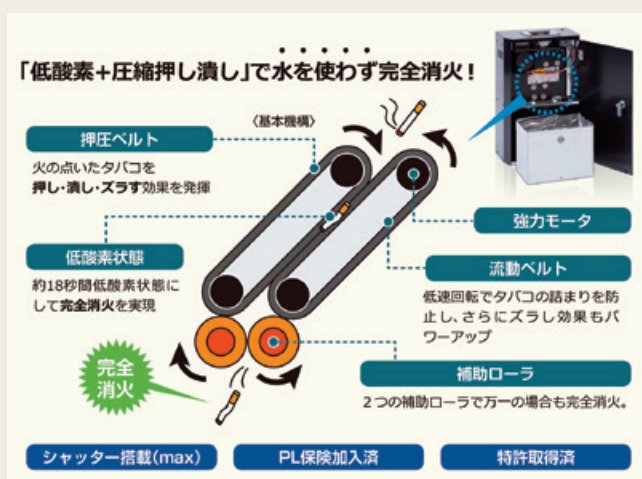 「低酸素+圧縮押し潰し」で水を使わず完全消火!
〈基本機構〉
押圧ベルト
火の点いたタバコを
押し・潰し・ズラす効果を発揮
低酸素状態
約18秒間低酸素状態に
して完全消火を実現
強力モータ
流動ベルト
低速回転でタバコの詰まりを防
止し、さらにズラし効果もパ
ワーアップ
補助ローラ
2つの補助ローラで万一の場合も完全消火。
完全
消火
シャッター搭載(max)
PL保険加入済
特許取得済